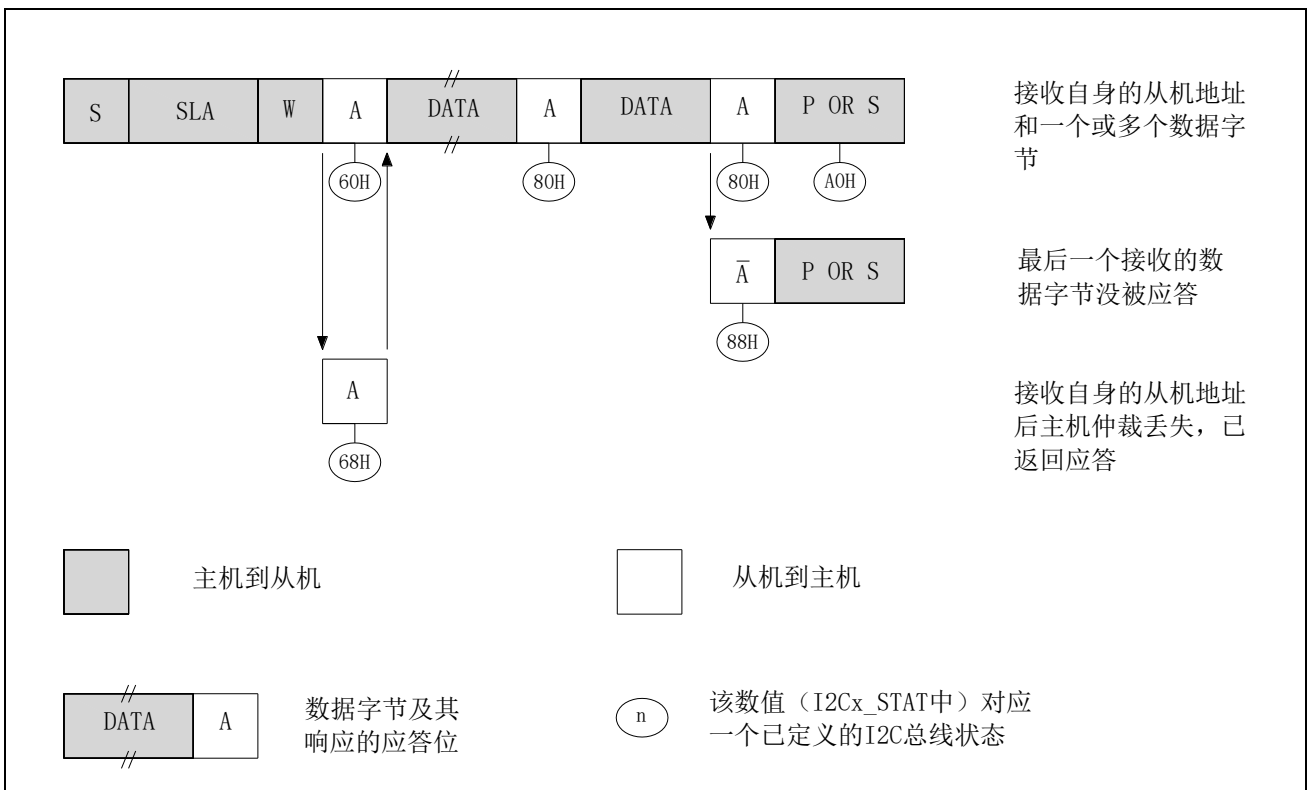 S SLA W A DATA A DATA A P OR S
接收自身的从机地址
和一个或多个数据字
节
60H 80H 80H A0H
A̅ P OR S
最后一个接收的数
据字节没被应答
88H
A
接收自身的从机地址
后主机仲裁丢失，已
返回应答
68H
主机到从机
从机到主机
DATA A
数据字节及其
响应的应答位
n
该数值（I2Cx_STAT中）对应
一个已定义的I2C总线状态